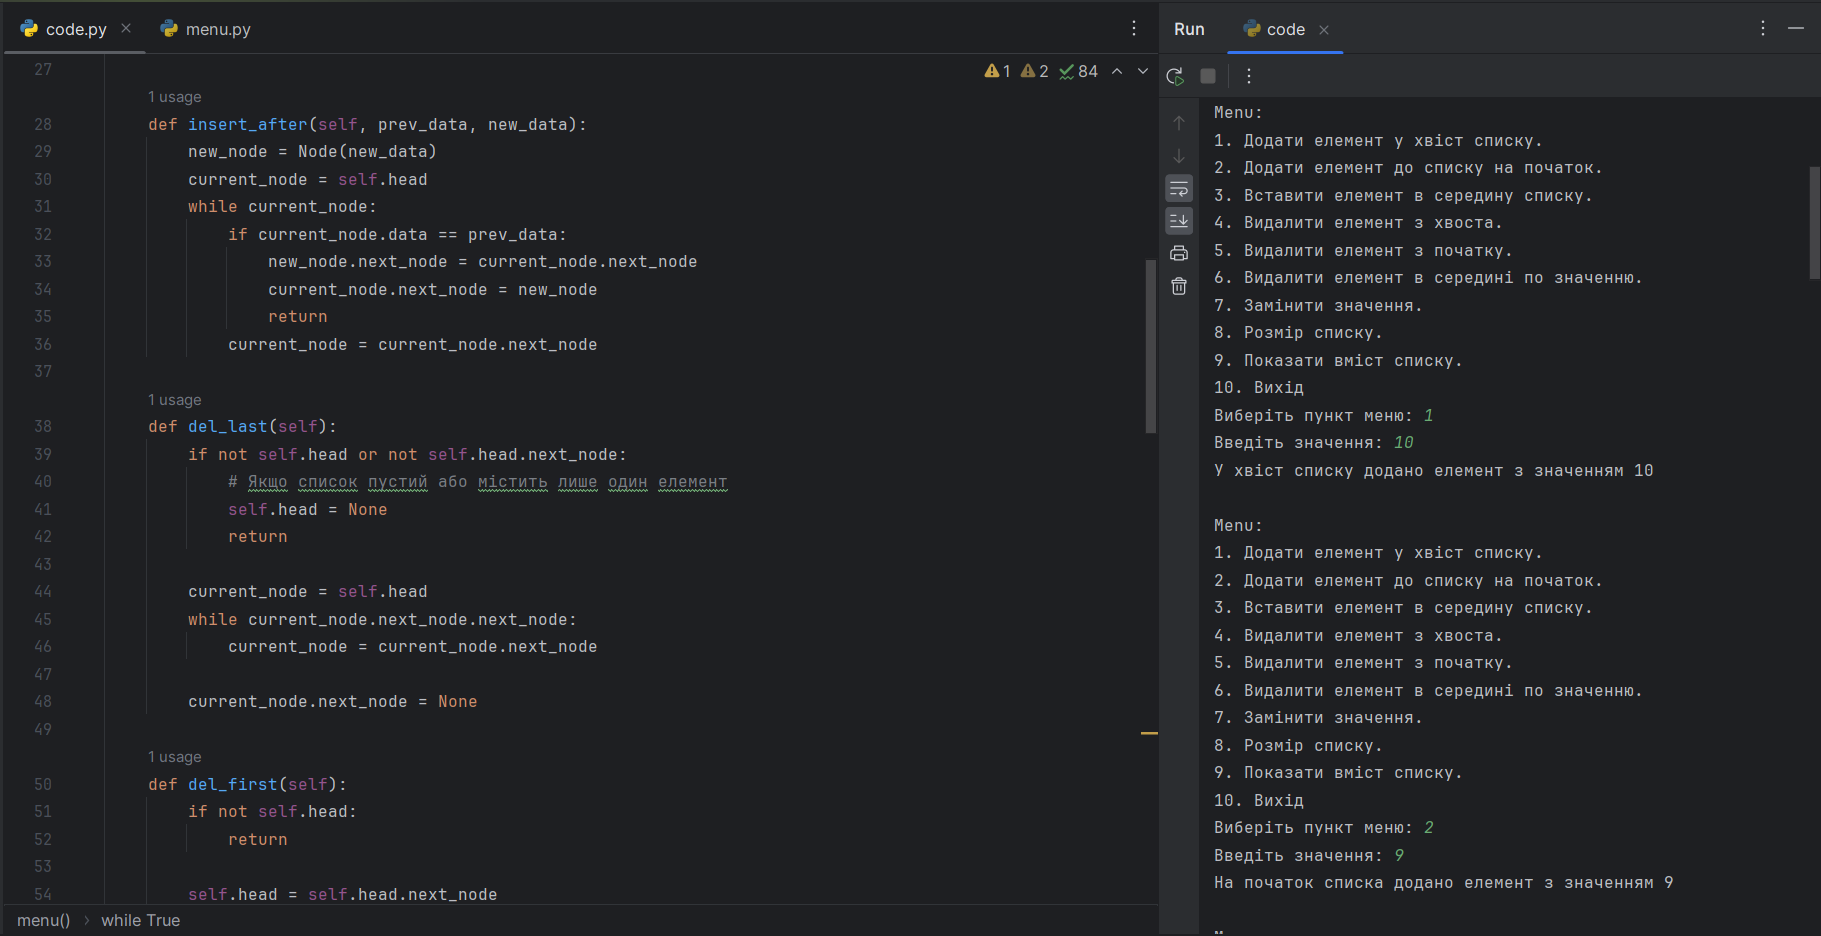 code.py
menu.py
Run
code
1 2 84
27
1 usage
28 def insert_after(self, prev_data, new_data):
29 new_node = Node(new_data)
30 current_node = self.head
31 while current_node:
32 if current_node.data == prev_data:
33 new_node.next_node = current_node.next_node
34 current_node.next_node = new_node
35 return
36 current_node = current_node.next_node
37
1 usage
38 def del_last(self):
39 if not self.head or not self.head.next_node:
40 # Якщо список пустий або містить лише один елемент
41 self.head = None
42 return
43
44 current_node = self.head
45 while current_node.next_node.next_node:
46 current_node = current_node.next_node
47
48 current_node.next_node = None
49
1 usage
50 def del_first(self):
51 if not self.head:
52 return
53
54 self.head = self.head.next_node
menu() › while True
Menu:
1. Додати елемент у хвіст списку.
2. Додати елемент до списку на початок.
3. Вставити елемент в середину списку.
4. Видалити елемент з хвоста.
5. Видалити елемент з початку.
6. Видалити елемент в середині по значенню.
7. Замінити значення.
8. Розмір списку.
9. Показати вміст списку.
10. Вихід
Виберіть пункт меню: 1
Введіть значення: 10
У хвіст списку додано елемент з значенням 10
Menu:
1. Додати елемент у хвіст списку.
2. Додати елемент до списку на початок.
3. Вставити елемент в середину списку.
4. Видалити елемент з хвоста.
5. Видалити елемент з початку.
6. Видалити елемент в середині по значенню.
7. Замінити значення.
8. Розмір списку.
9. Показати вміст списку.
10. Вихід
Виберіть пункт меню: 2
Введіть значення: 9
На початок списка додано елемент з значенням 9